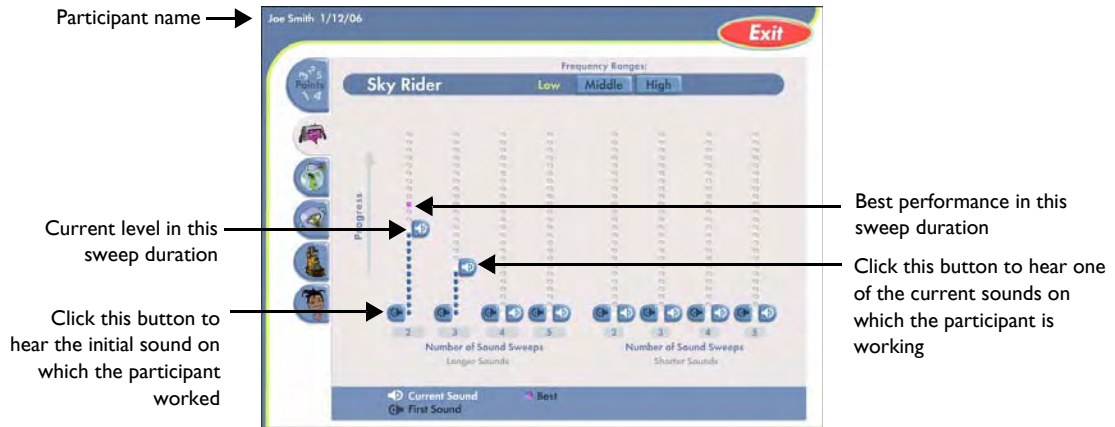 Participant name
Joe Smith 1/12/06
Exit
Points
Frequency Ranges:
Sky Rider
Low
Middle
High
Progress
Current level in this
sweep duration
Best performance in this
sweep duration
Click this button to hear one
of the current sounds on
which the participant is
working
Click this button to
hear the initial sound on
which the participant
worked
2 3 4 5 2 3 4 5
Number of Sound Sweeps
Longer Sounds
Number of Sound Sweeps
Shorter Sounds
Current Sound
Best
First Sound